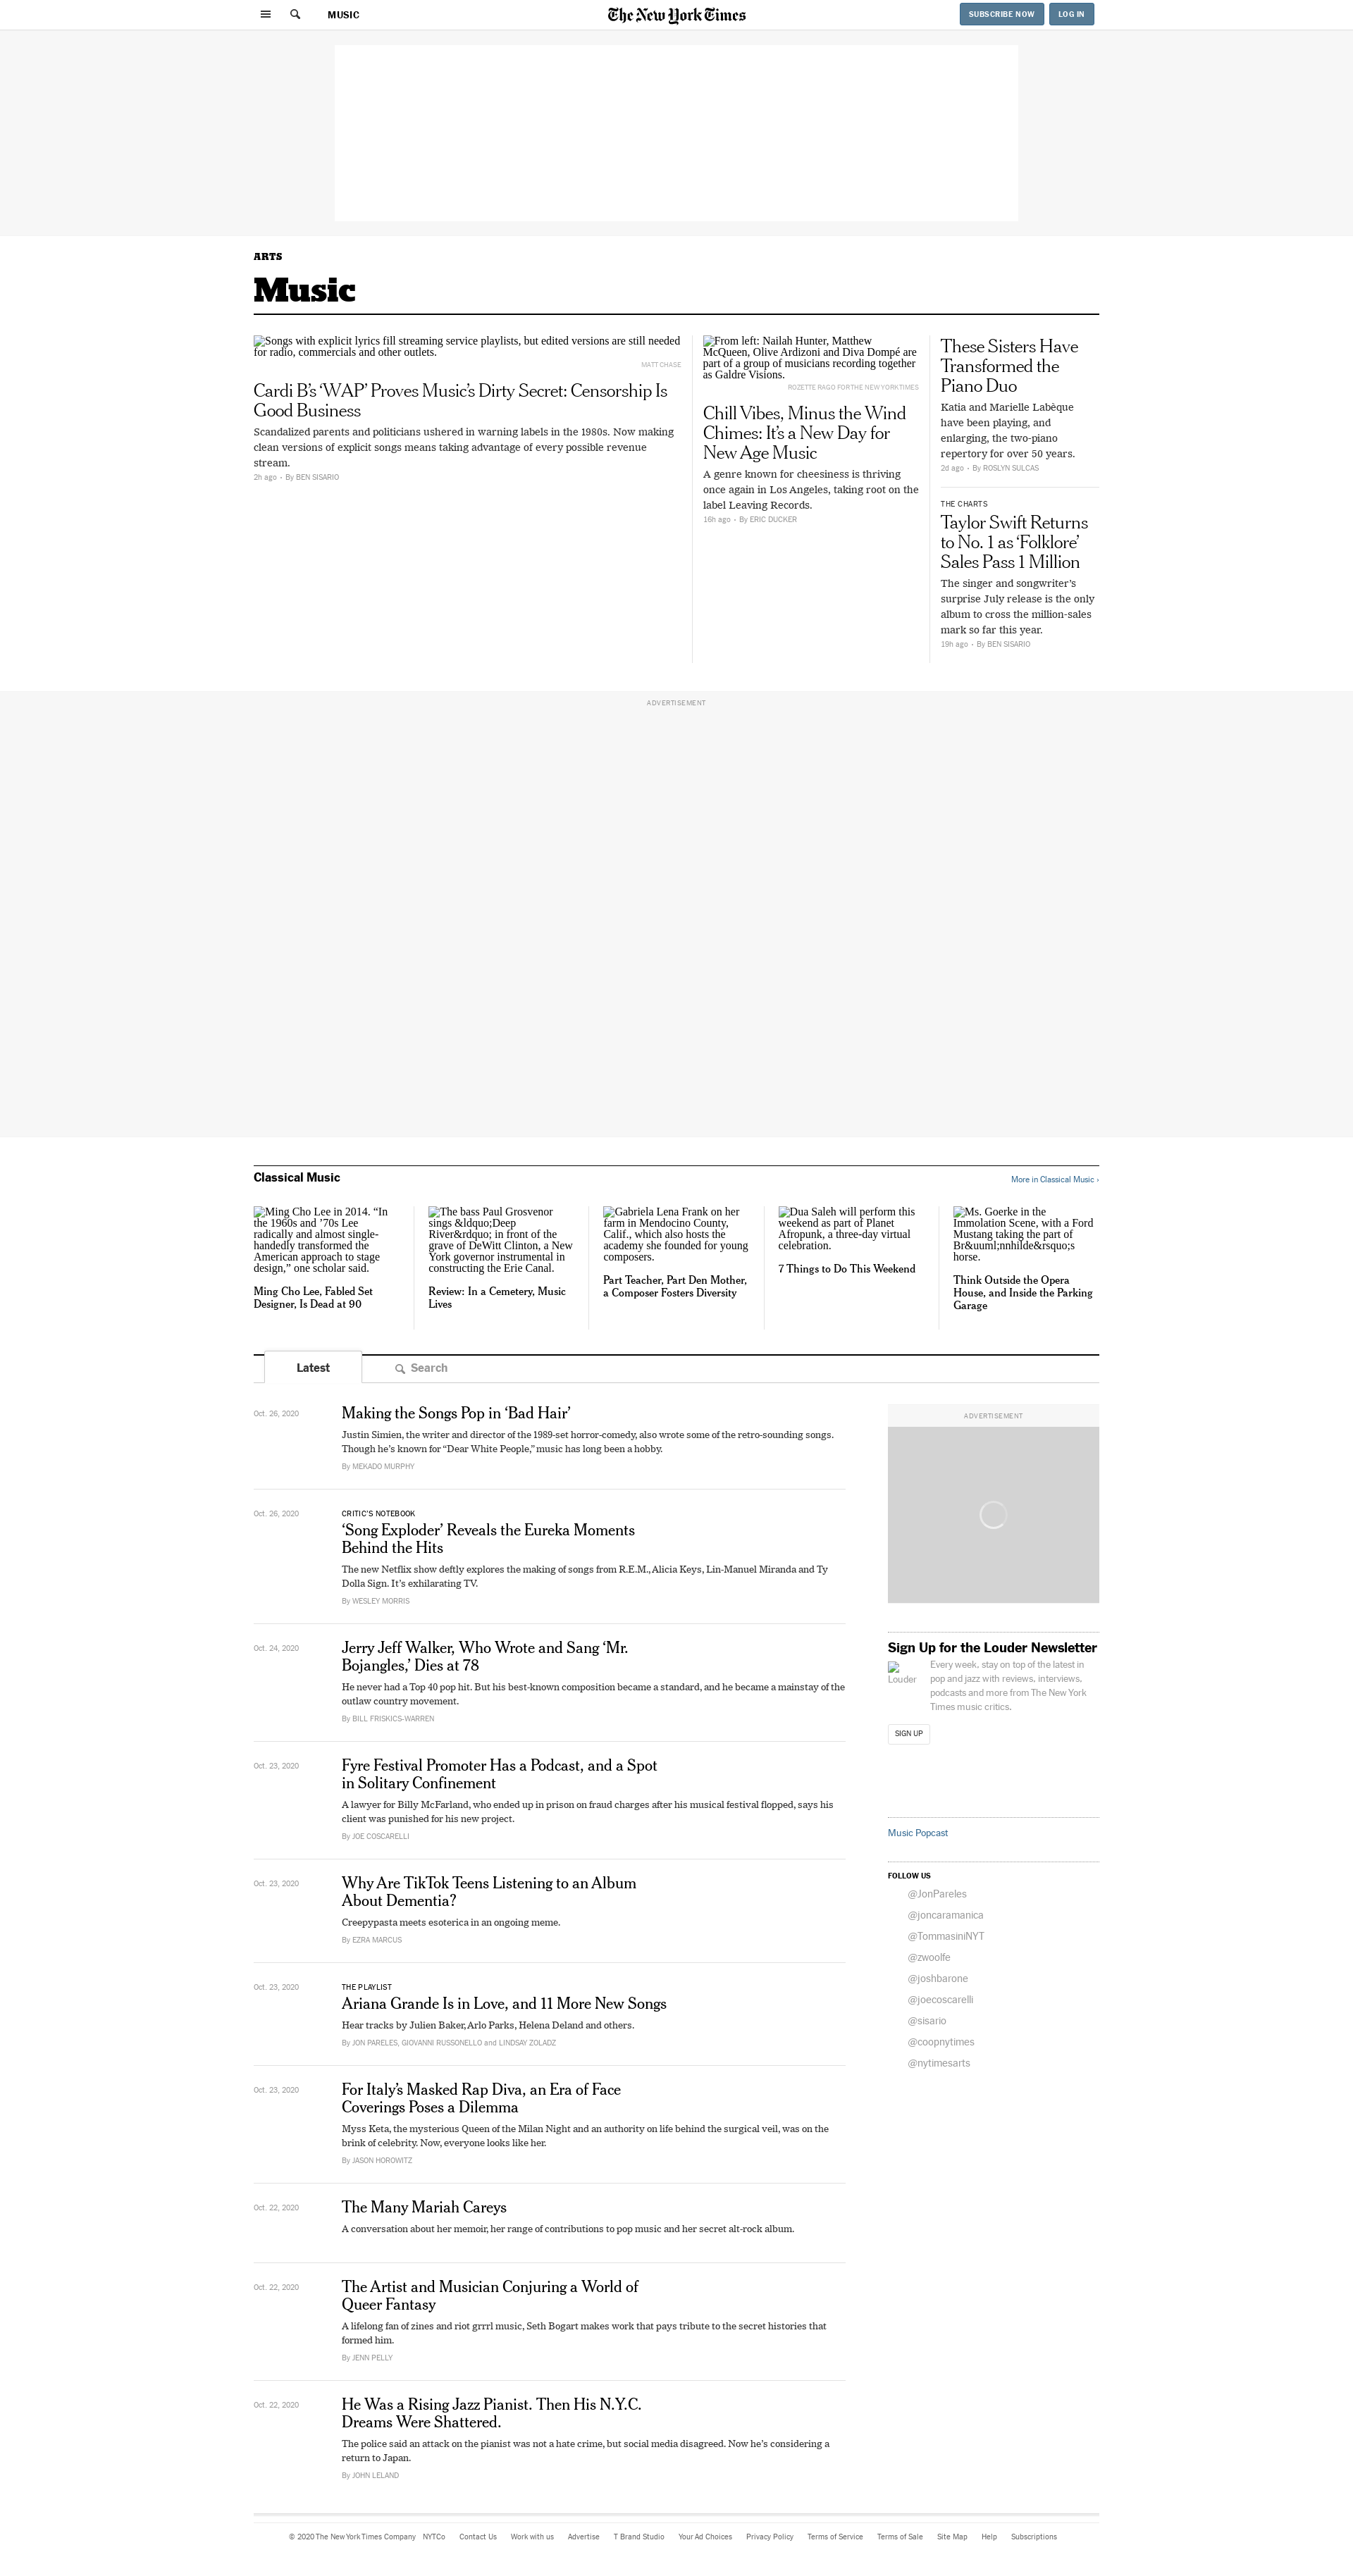 MUSIC
The New York Times
SUBSCRIBE NOW
LOG IN
ARTS
Music
Songs with explicit lyrics fill streaming service playlists, but edited versions are still needed
for radio, commercials and other outlets.
MATT CHASE
Cardi B’s ‘WAP’ Proves Music’s Dirty Secret: Censorship Is
Good Business
Scandalized parents and politicians ushered in warning labels in the 1980s. Now making
clean versions of explicit songs means taking advantage of every possible revenue
stream.
2h ago • By BEN SISARIO
From left: Nailah Hunter, Matthew
McQueen, Olive Ardizoni and Diva Dompé are
part of a group of musicians recording together
as Galdre Visions.
ROZETTE RAGO FOR THE NEW YORK TIMES
Chill Vibes, Minus the Wind
Chimes: It’s a New Day for
New Age Music
A genre known for cheesiness is thriving
once again in Los Angeles, taking root on the
label Leaving Records.
16h ago • By ERIC DUCKER
These Sisters Have
Transformed the
Piano Duo
Katia and Marielle Labèque
have been playing, and
enlarging, the two-piano
repertory for over 50 years.
2d ago • By ROSLYN SULCAS
THE CHARTS
Taylor Swift Returns
to No. 1 as ‘Folklore’
Sales Pass 1 Million
The singer and songwriter’s
surprise July release is the only
album to cross the million-sales
mark so far this year.
19h ago • By BEN SISARIO
ADVERTISEMENT
Classical Music
More in Classical Music ›
Ming Cho Lee in 2014. “In
the 1960s and ’70s Lee
radically and almost single-
handedly transformed the
American approach to stage
design,” one scholar said.
Ming Cho Lee, Fabled Set
Designer, Is Dead at 90
The bass Paul Grosvenor
sings &ldquo;Deep
River&rdquo; in front of the
grave of DeWitt Clinton, a New
York governor instrumental in
constructing the Erie Canal.
Review: In a Cemetery, Music
Lives
Gabriela Lena Frank on her
farm in Mendocino County,
Calif., which also hosts the
academy she founded for young
composers.
Part Teacher, Part Den Mother,
a Composer Fosters Diversity
Dua Saleh will perform this
weekend as part of Planet
Afropunk, a three-day virtual
celebration.
7 Things to Do This Weekend
Ms. Goerke in the
Immolation Scene, with a Ford
Mustang taking the part of
Br&uuml;nnhilde&rsquo;s
horse.
Think Outside the Opera
House, and Inside the Parking
Garage
Latest
Search
Oct. 26, 2020
Making the Songs Pop in ‘Bad Hair’
Justin Simien, the writer and director of the 1989-set horror-comedy, also wrote some of the retro-sounding songs.
Though he’s known for “Dear White People,” music has long been a hobby.
By MEKADO MURPHY
Oct. 26, 2020
CRITIC’S NOTEBOOK
‘Song Exploder’ Reveals the Eureka Moments
Behind the Hits
The new Netflix show deftly explores the making of songs from R.E.M., Alicia Keys, Lin-Manuel Miranda and Ty
Dolla Sign. It’s exhilarating TV.
By WESLEY MORRIS
Oct. 24, 2020
Jerry Jeff Walker, Who Wrote and Sang ‘Mr.
Bojangles,’ Dies at 78
He never had a Top 40 pop hit. But his best-known composition became a standard, and he became a mainstay of the
outlaw country movement.
By BILL FRISKICS-WARREN
Oct. 23, 2020
Fyre Festival Promoter Has a Podcast, and a Spot
in Solitary Confinement
A lawyer for Billy McFarland, who ended up in prison on fraud charges after his musical festival flopped, says his
client was punished for his new project.
By JOE COSCARELLI
Oct. 23, 2020
Why Are TikTok Teens Listening to an Album
About Dementia?
Creepypasta meets esoterica in an ongoing meme.
By EZRA MARCUS
Oct. 23, 2020
THE PLAYLIST
Ariana Grande Is in Love, and 11 More New Songs
Hear tracks by Julien Baker, Arlo Parks, Helena Deland and others.
By JON PARELES, GIOVANNI RUSSONELLO and LINDSAY ZOLADZ
Oct. 23, 2020
For Italy’s Masked Rap Diva, an Era of Face
Coverings Poses a Dilemma
Myss Keta, the mysterious Queen of the Milan Night and an authority on life behind the surgical veil, was on the
brink of celebrity. Now, everyone looks like her.
By JASON HOROWITZ
Oct. 22, 2020
The Many Mariah Careys
A conversation about her memoir, her range of contributions to pop music and her secret alt-rock album.
Oct. 22, 2020
The Artist and Musician Conjuring a World of
Queer Fantasy
A lifelong fan of zines and riot grrrl music, Seth Bogart makes work that pays tribute to the secret histories that
formed him.
By JENN PELLY
Oct. 22, 2020
He Was a Rising Jazz Pianist. Then His N.Y.C.
Dreams Were Shattered.
The police said an attack on the pianist was not a hate crime, but social media disagreed. Now he’s considering a
return to Japan.
By JOHN LELAND
ADVERTISEMENT
Sign Up for the Louder Newsletter
Louder
Every week, stay on top of the latest in
pop and jazz with reviews, interviews,
podcasts and more from The New York
Times music critics.
SIGN UP
Music Popcast
FOLLOW US
@JonPareles
@joncaramanica
@TommasiniNYT
@zwoolfe
@joshbarone
@joecoscarelli
@sisario
@coopnytimes
@nytimesarts
© 2020 The New York Times Company NYTCo Contact Us Work with us Advertise T Brand Studio Your Ad Choices Privacy Policy Terms of Service Terms of Sale Site Map Help Subscriptions